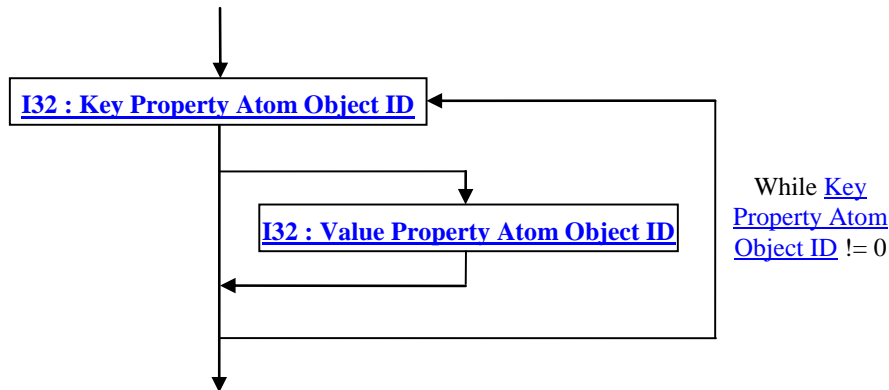 I32 : Key Property Atom Object ID
I32 : Value Property Atom Object ID
While Key
Property Atom
Object ID != 0